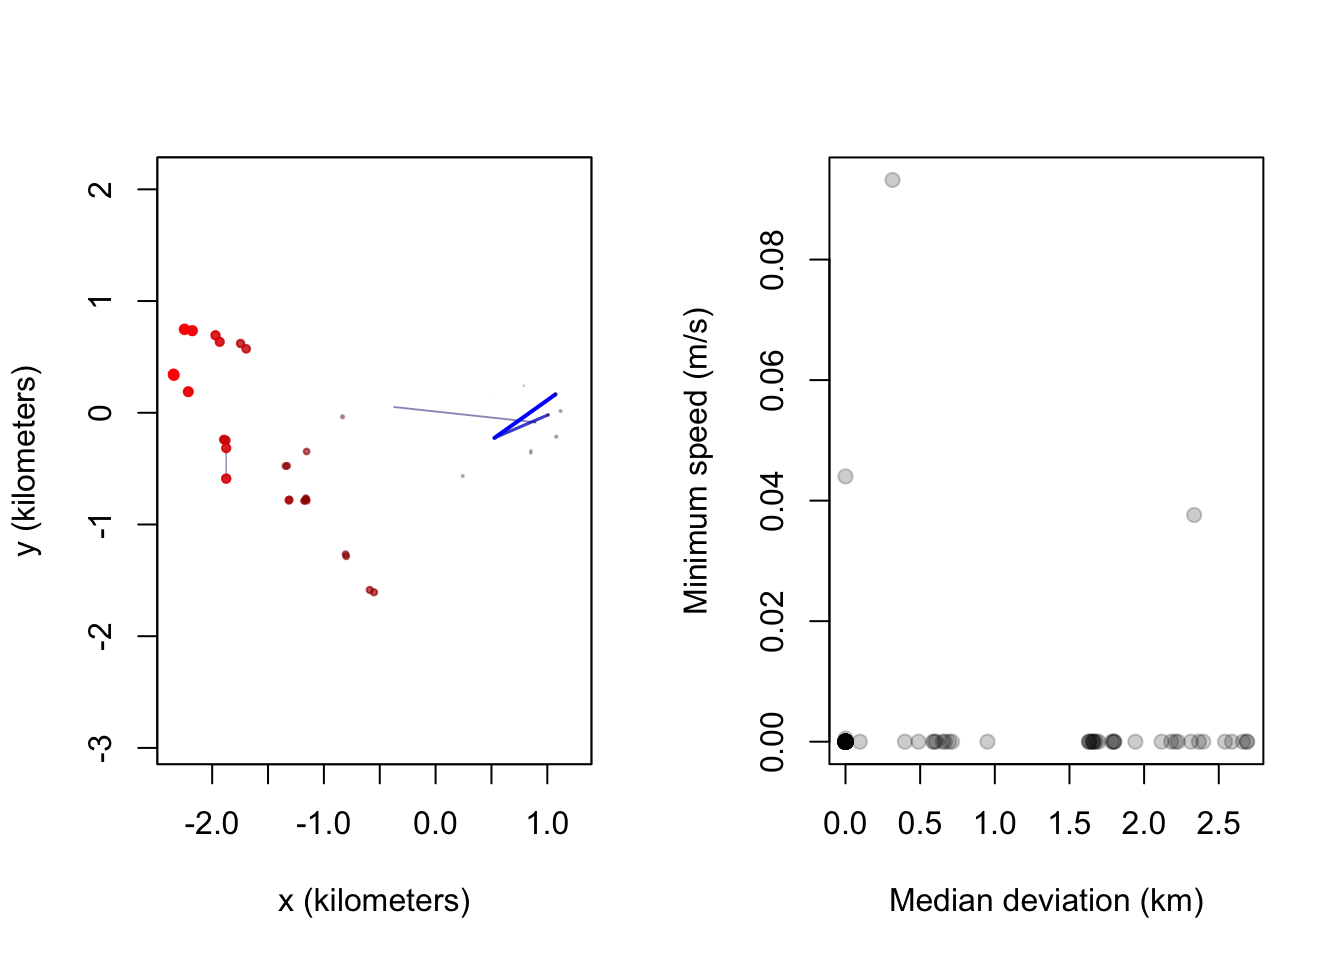 2
1
0
-1
-2
-3
y (kilometers)
-2.0 -1.0 0.0 1.0
x (kilometers)
0.08
0.06
0.04
0.02
0.00
Minimum speed (m/s)
0.0 0.5 1.0 1.5 2.0 2.5
Median deviation (km)